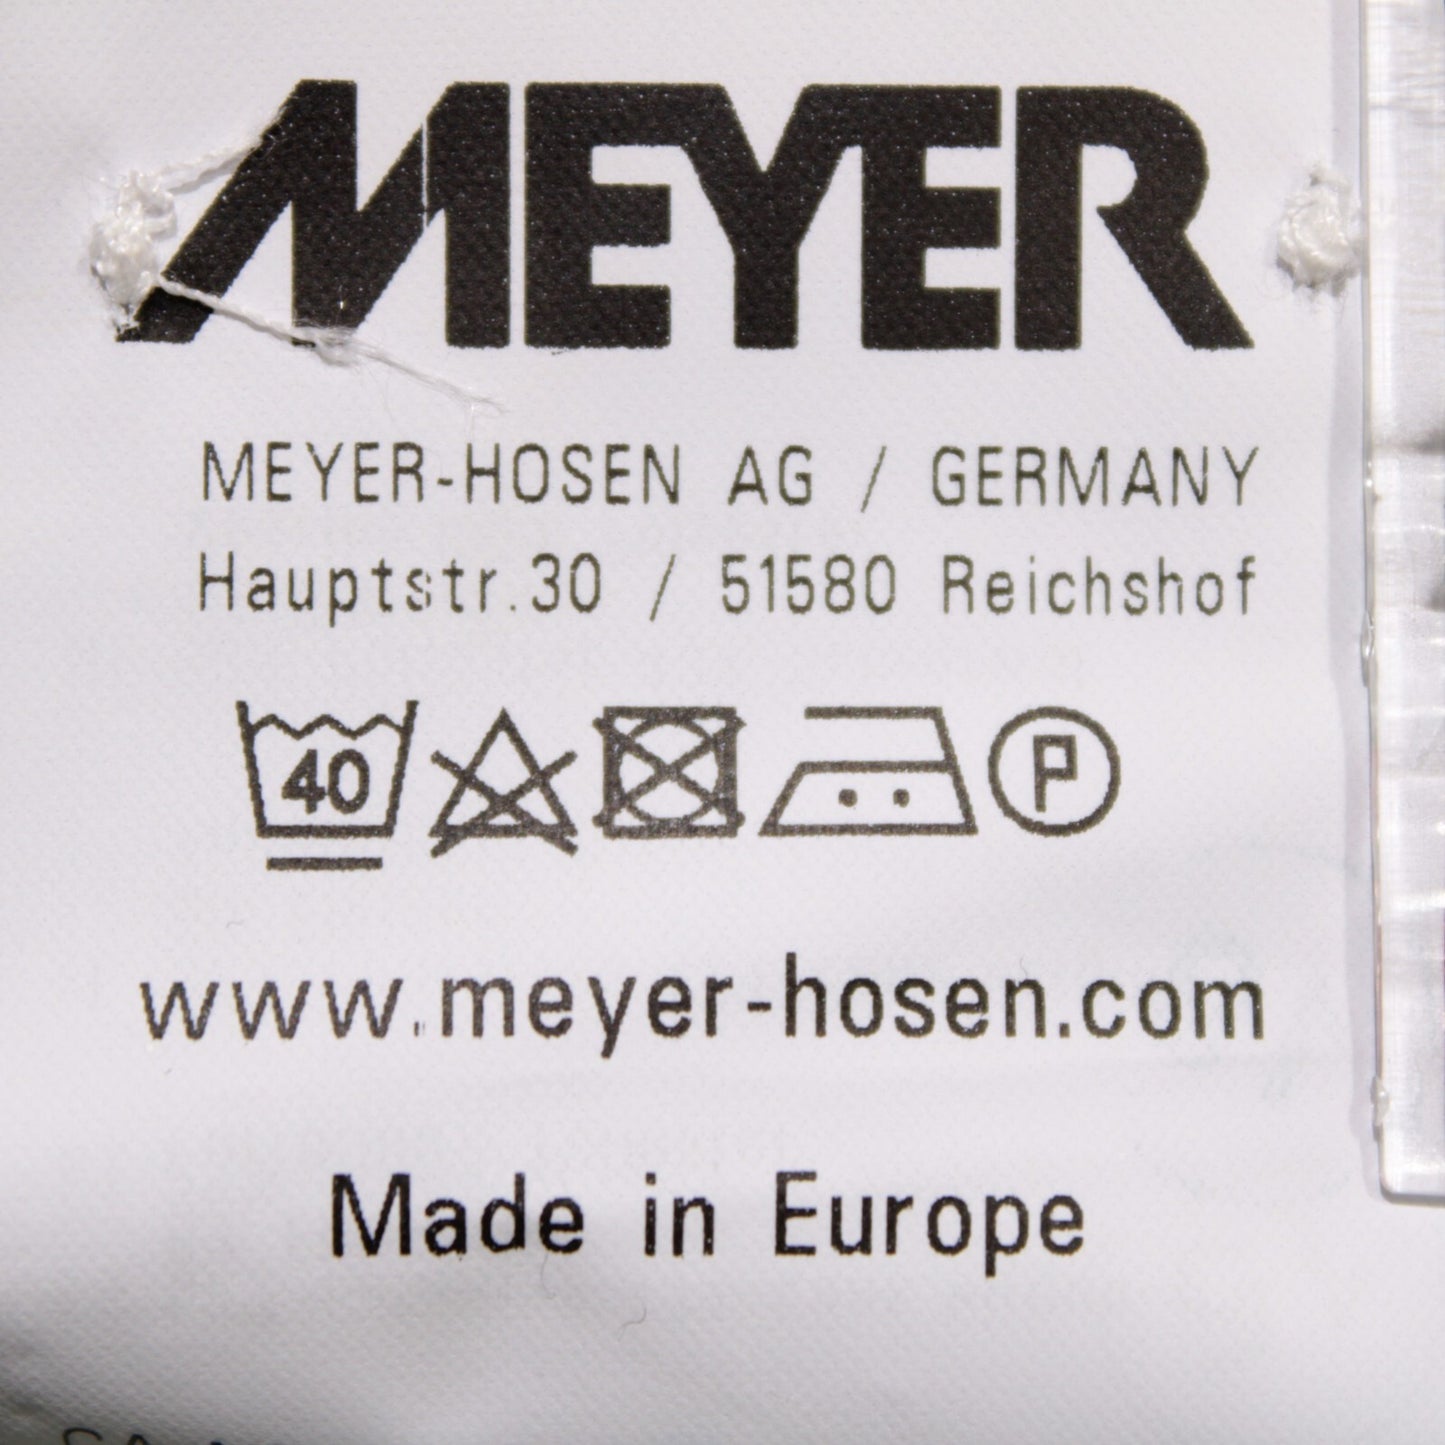 MEYER
MEYER-HOSEN AG / GERMANY
Hauptstr.30 / 51580 Reichshof
40
P
www.meyer-hosen.com
Made in Europe